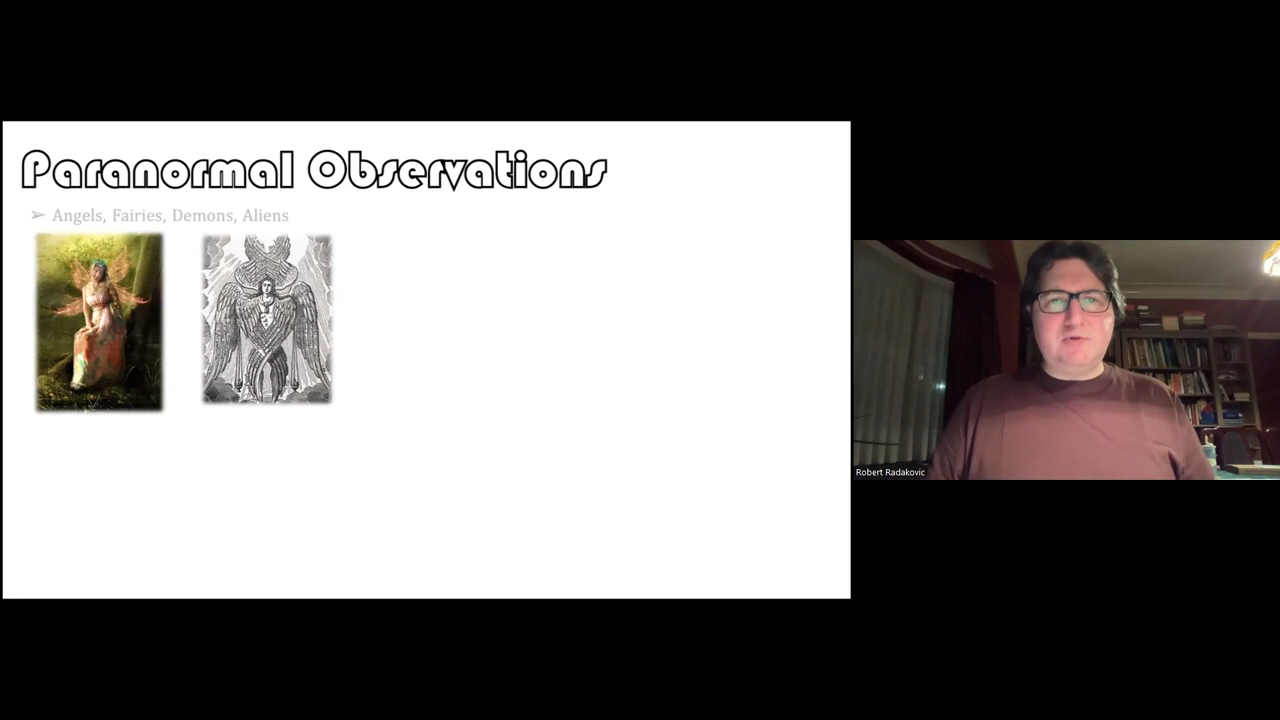 Paranormal Observations
➢ Angels, Fairies, Demons, Aliens
Robert Radakovic